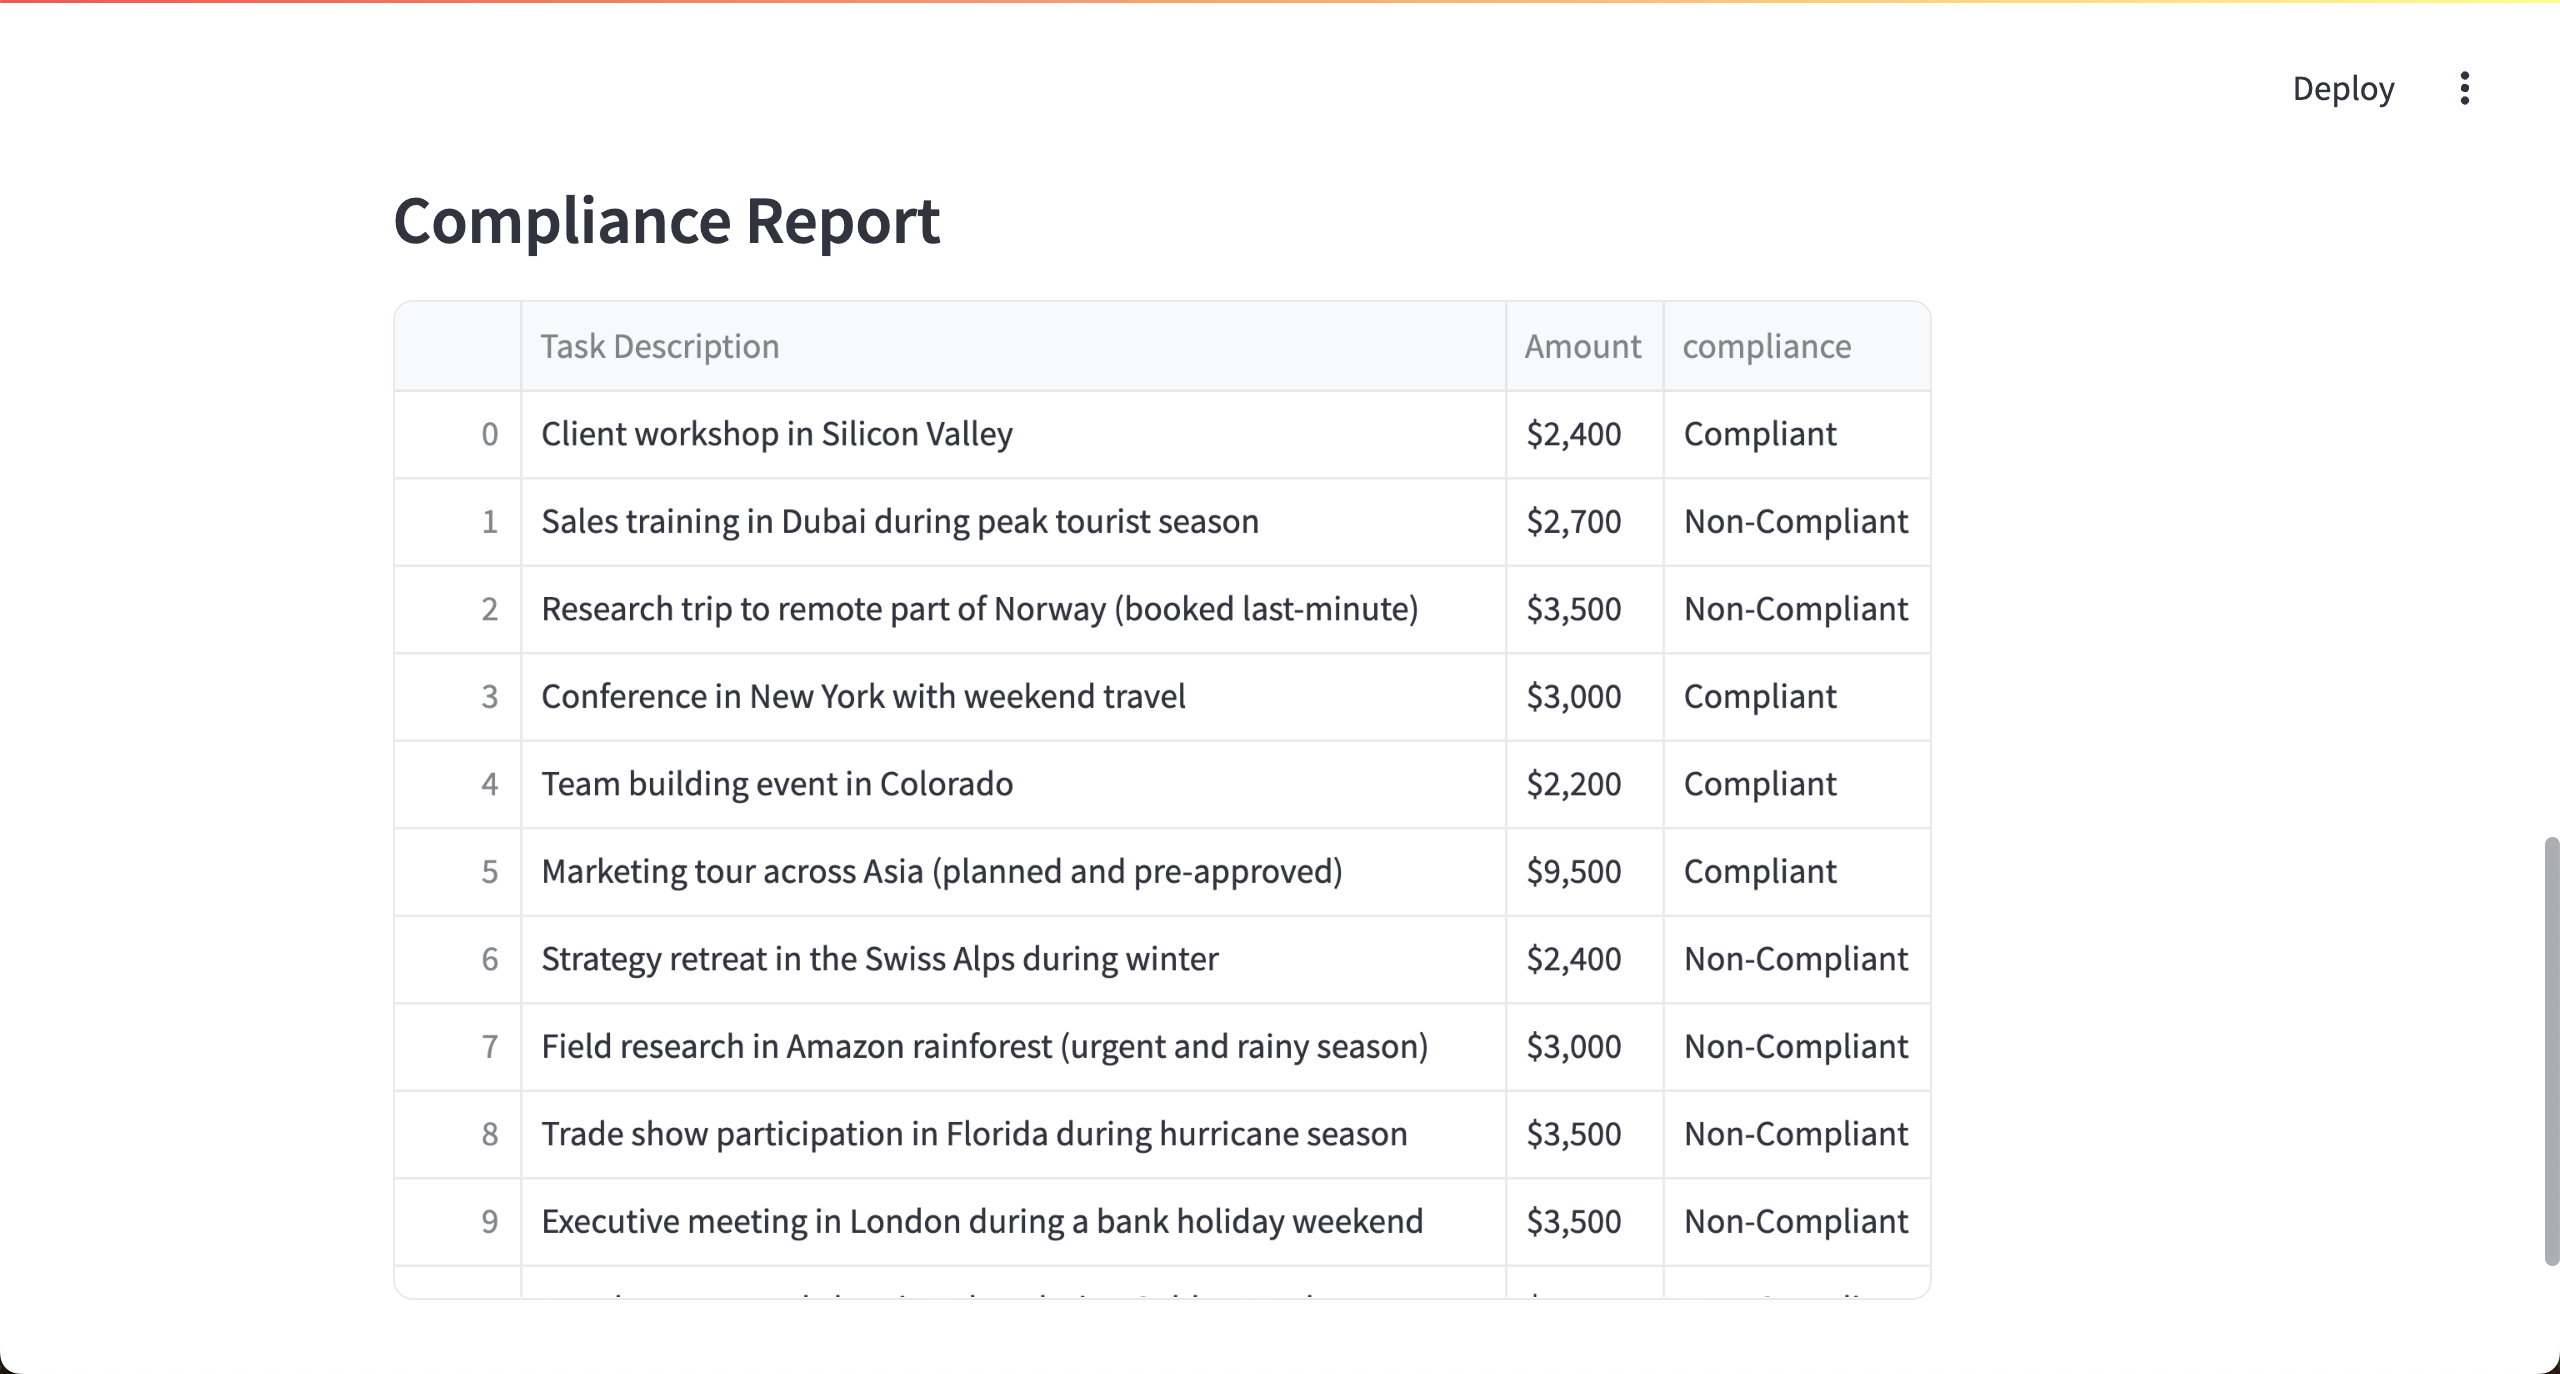 Deploy
Compliance Report
Task Description Amount compliance
0 Client workshop in Silicon Valley $2,400 Compliant
1 Sales training in Dubai during peak tourist season $2,700 Non-Compliant
2 Research trip to remote part of Norway (booked last-minute) $3,500 Non-Compliant
3 Conference in New York with weekend travel $3,000 Compliant
4 Team building event in Colorado $2,200 Compliant
5 Marketing tour across Asia (planned and pre-approved) $9,500 Compliant
6 Strategy retreat in the Swiss Alps during winter $2,400 Non-Compliant
7 Field research in Amazon rainforest (urgent and rainy season) $3,000 Non-Compliant
8 Trade show participation in Florida during hurricane season $3,500 Non-Compliant
9 Executive meeting in London during a bank holiday weekend $3,500 Non-Compliant